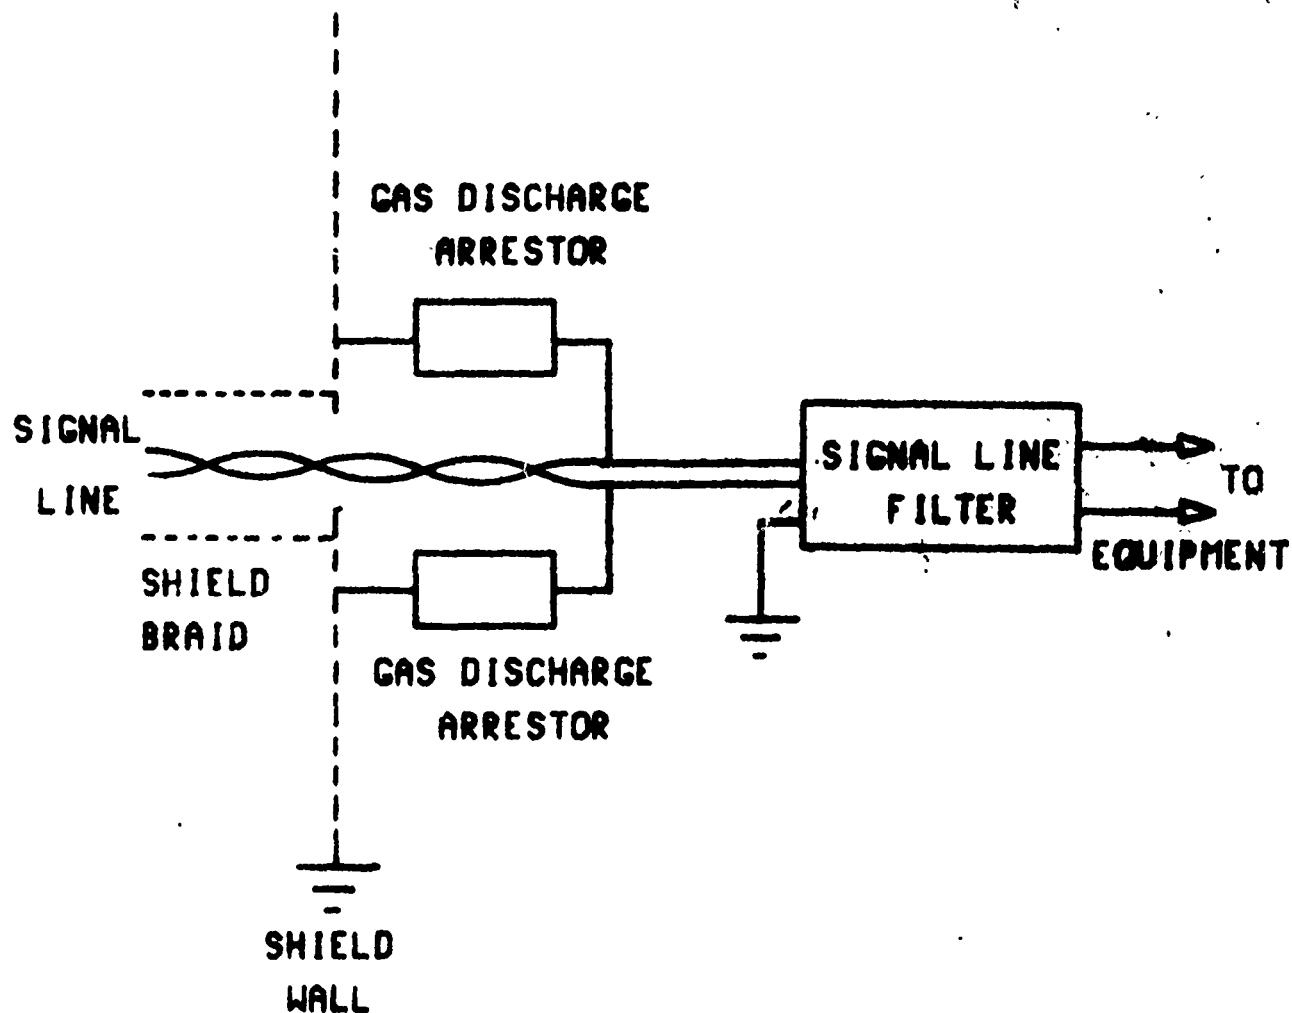 GAS DISCHARGE
ARRESTOR
SIGNAL
LINE
SIGNAL LINE
FILTER
TO
EQUIPMENT
SHIELD
BRAID
GAS DISCHARGE
ARRESTOR
SHIELD
WALL